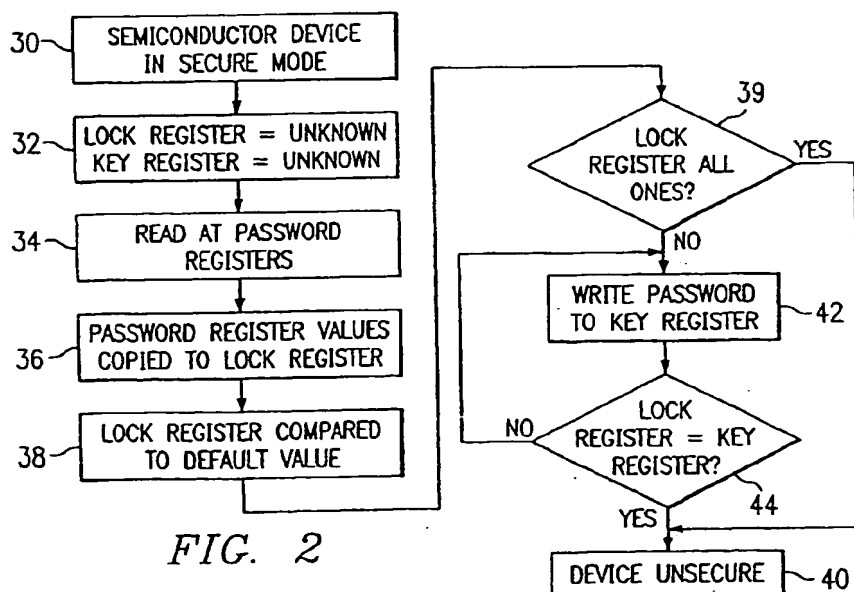 30
SEMICONDUCTOR DEVICE
IN SECURE MODE
32
LOCK REGISTER = UNKNOWN
KEY REGISTER = UNKNOWN
34
READ AT PASSWORD
REGISTERS
36
PASSWORD REGISTER VALUES
COPIED TO LOCK REGISTER
38
LOCK REGISTER COMPARED
TO DEFAULT VALUE
39
LOCK
REGISTER ALL
ONES?
YES
NO
WRITE PASSWORD
TO KEY REGISTER
42
LOCK
REGISTER = KEY
REGISTER?
NO
44
YES
DEVICE UNSECURE
40
FIG. 2